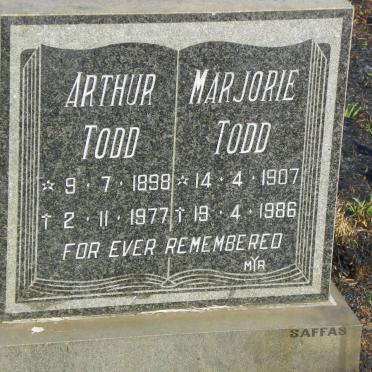 ARTHUR TODD
☆ 9 · 7 · 1898
† 2 · 11 · 1977
MARJORIE TODD
☆ 14 · 4 · 1907
† 19 · 4 · 1986
FOR EVER REMEMBERED
SAFFAS